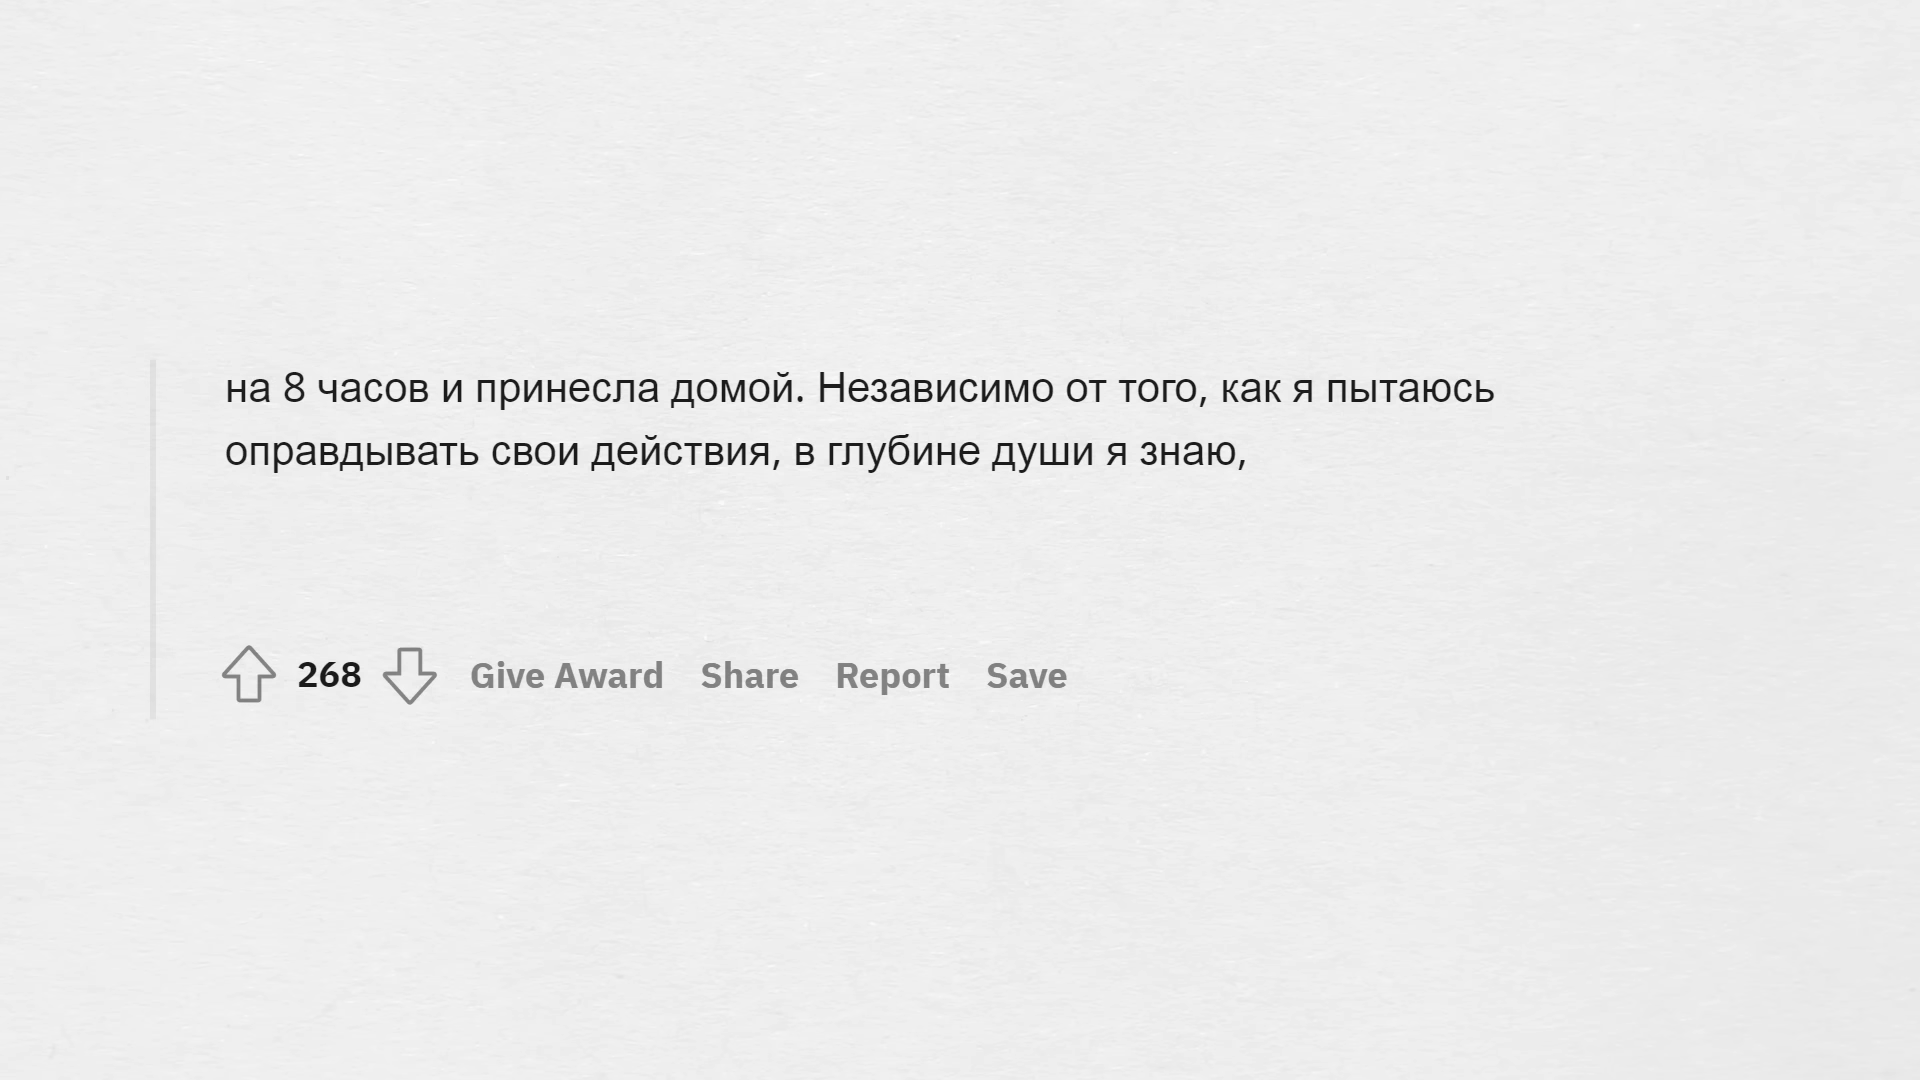 на 8 часов и принесла домой. Независимо от того, как я пытаюсь
оправдывать свои действия, в глубине души я знаю,
268 Give Award Share Report Save